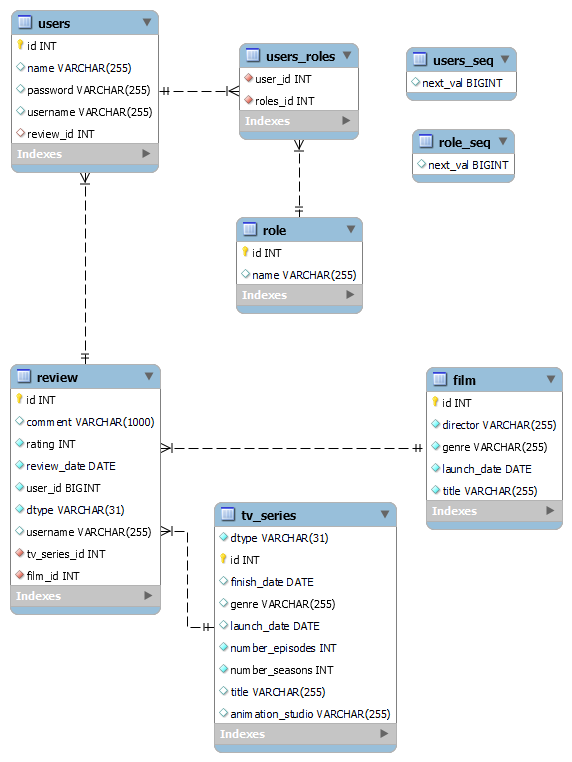 users
id INT
name VARCHAR(255)
password VARCHAR(255)
username VARCHAR(255)
review_id INT
Indexes
users_roles
user_id INT
roles_id INT
Indexes
users_seq
next_val BIGINT
role_seq
next_val BIGINT
role
id INT
name VARCHAR(255)
Indexes
review
id INT
comment VARCHAR(1000)
rating INT
review_date DATE
user_id BIGINT
dtype VARCHAR(31)
username VARCHAR(255)
tv_series_id INT
film_id INT
Indexes
film
id INT
director VARCHAR(255)
genre VARCHAR(255)
launch_date DATE
title VARCHAR(255)
Indexes
tv_series
dtype VARCHAR(31)
id INT
finish_date DATE
genre VARCHAR(255)
launch_date DATE
number_episodes INT
number_seasons INT
title VARCHAR(255)
animation_studio VARCHAR(255)
Indexes